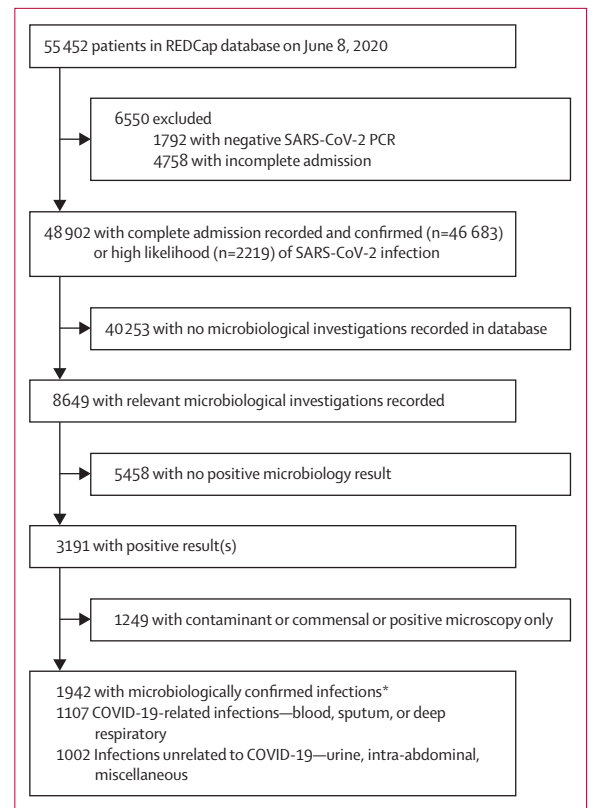 55 452 patients in REDCap database on June 8, 2020
6550 excluded
1792 with negative SARS-CoV-2 PCR
4758 with incomplete admission
48 902 with complete admission recorded and confirmed (n=46 683)
or high likelihood (n=2219) of SARS-CoV-2 infection
40 253 with no microbiological investigations recorded in database
8649 with relevant microbiological investigations recorded
5458 with no positive microbiology result
3191 with positive result(s)
1249 with contaminant or commensal or positive microscopy only
1942 with microbiologically confirmed infections*
1107 COVID-19-related infections—blood, sputum, or deep
respiratory
1002 Infections unrelated to COVID-19—urine, intra-abdominal,
miscellaneous